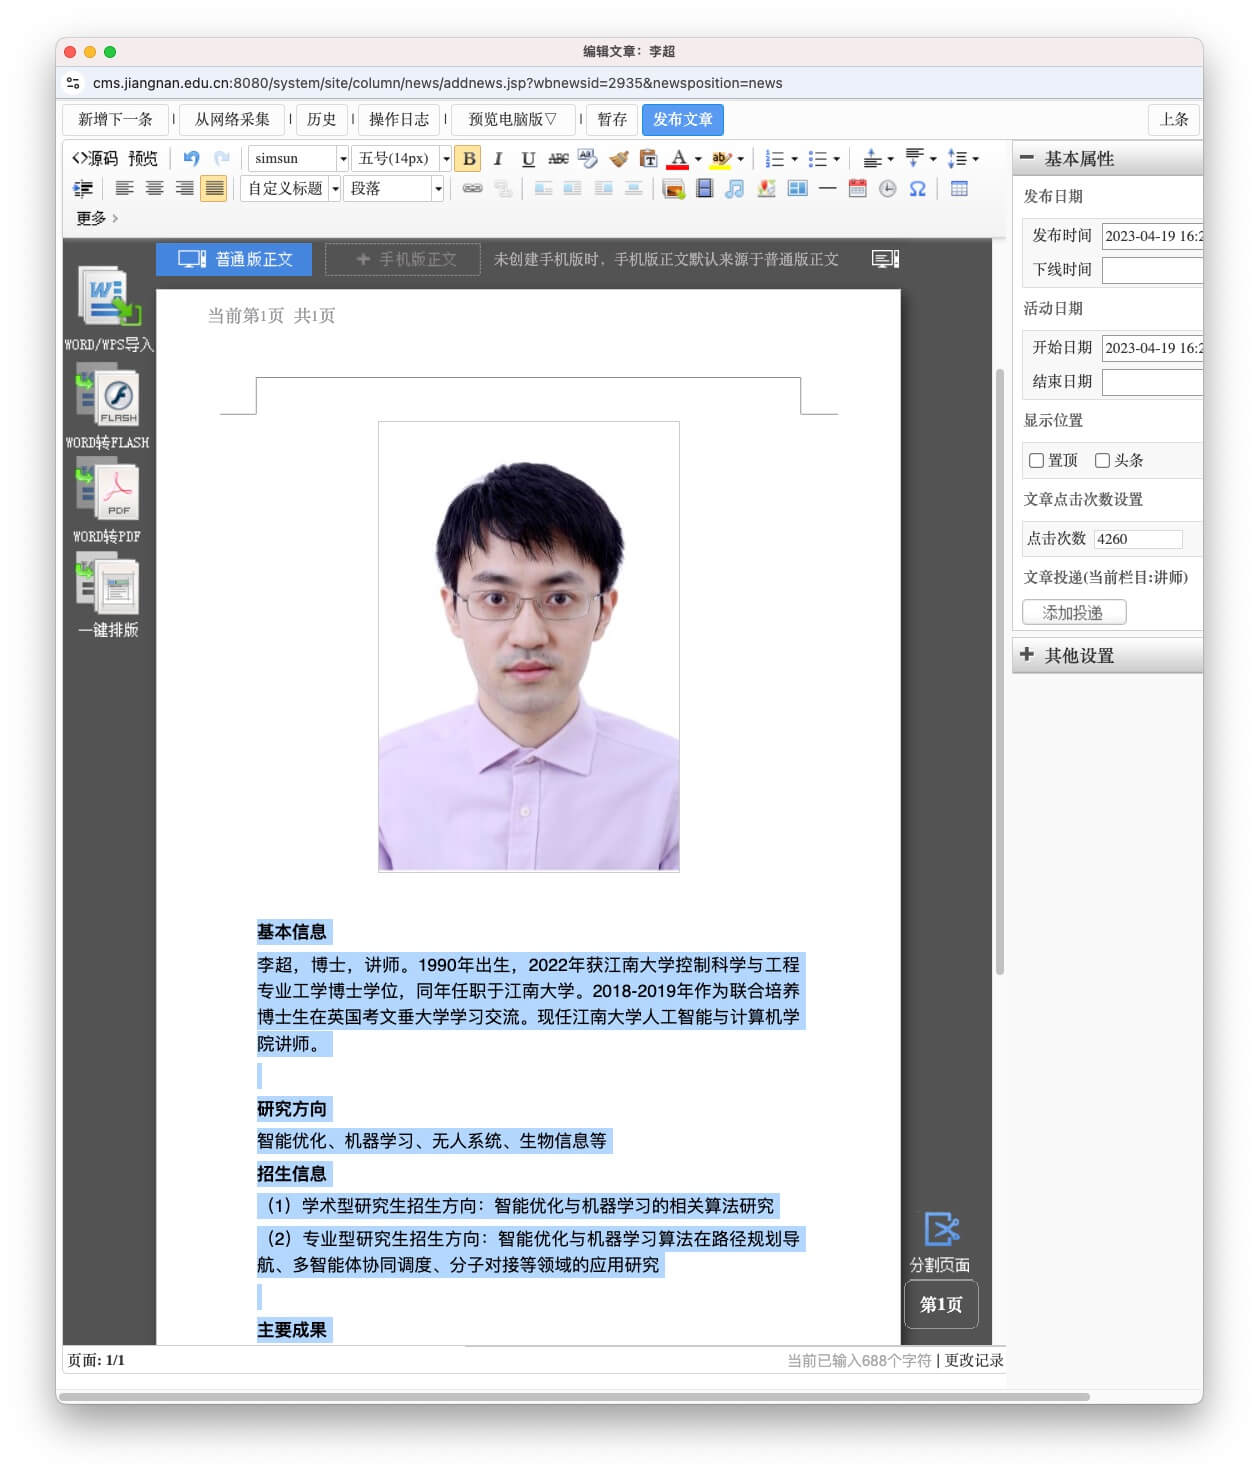 编辑文章：李超
cms.jiangnan.edu.cn:8080/system/site/column/news/addnews.jsp?wbnewsid=2935&newsposition=news
新增下一条 | 从网络采集 | 历史 | 操作日志 | 预览电脑版▽ | 暂存 发布文章 上条
<>源码 预览 simsun 五号(14px) B I U ABC A ab
自定义标题 段落 Ω
更多
普通版正文 + 手机版正文 未创建手机版时，手机版正文默认来源于普通版正文
WORD/WPS导入
FLASH
WORD转FLASH
PDF
WORD转PDF
一键排版
当前第1页 共1页
基本信息
李超，博士，讲师。1990年出生，2022年获江南大学控制科学与工程
专业工学博士学位，同年任职于江南大学。2018-2019年作为联合培养
博士生在英国考文垂大学学习交流。现任江南大学人工智能与计算机学
院讲师。
研究方向
智能优化、机器学习、无人系统、生物信息等
招生信息
（1）学术型研究生招生方向：智能优化与机器学习的相关算法研究
（2）专业型研究生招生方向：智能优化与机器学习算法在路径规划导
航、多智能体协同调度、分子对接等领域的应用研究
主要成果
分割页面
第1页
页面: 1/1
当前已输入688个字符 | 更改记录
基本属性
发布日期
发布时间 2023-04-19 16:2
下线时间
活动日期
开始日期 2023-04-19 16:2
结束日期
显示位置
置顶 头条
文章点击次数设置
点击次数 4260
文章投递(当前栏目:讲师)
添加投递
其他设置